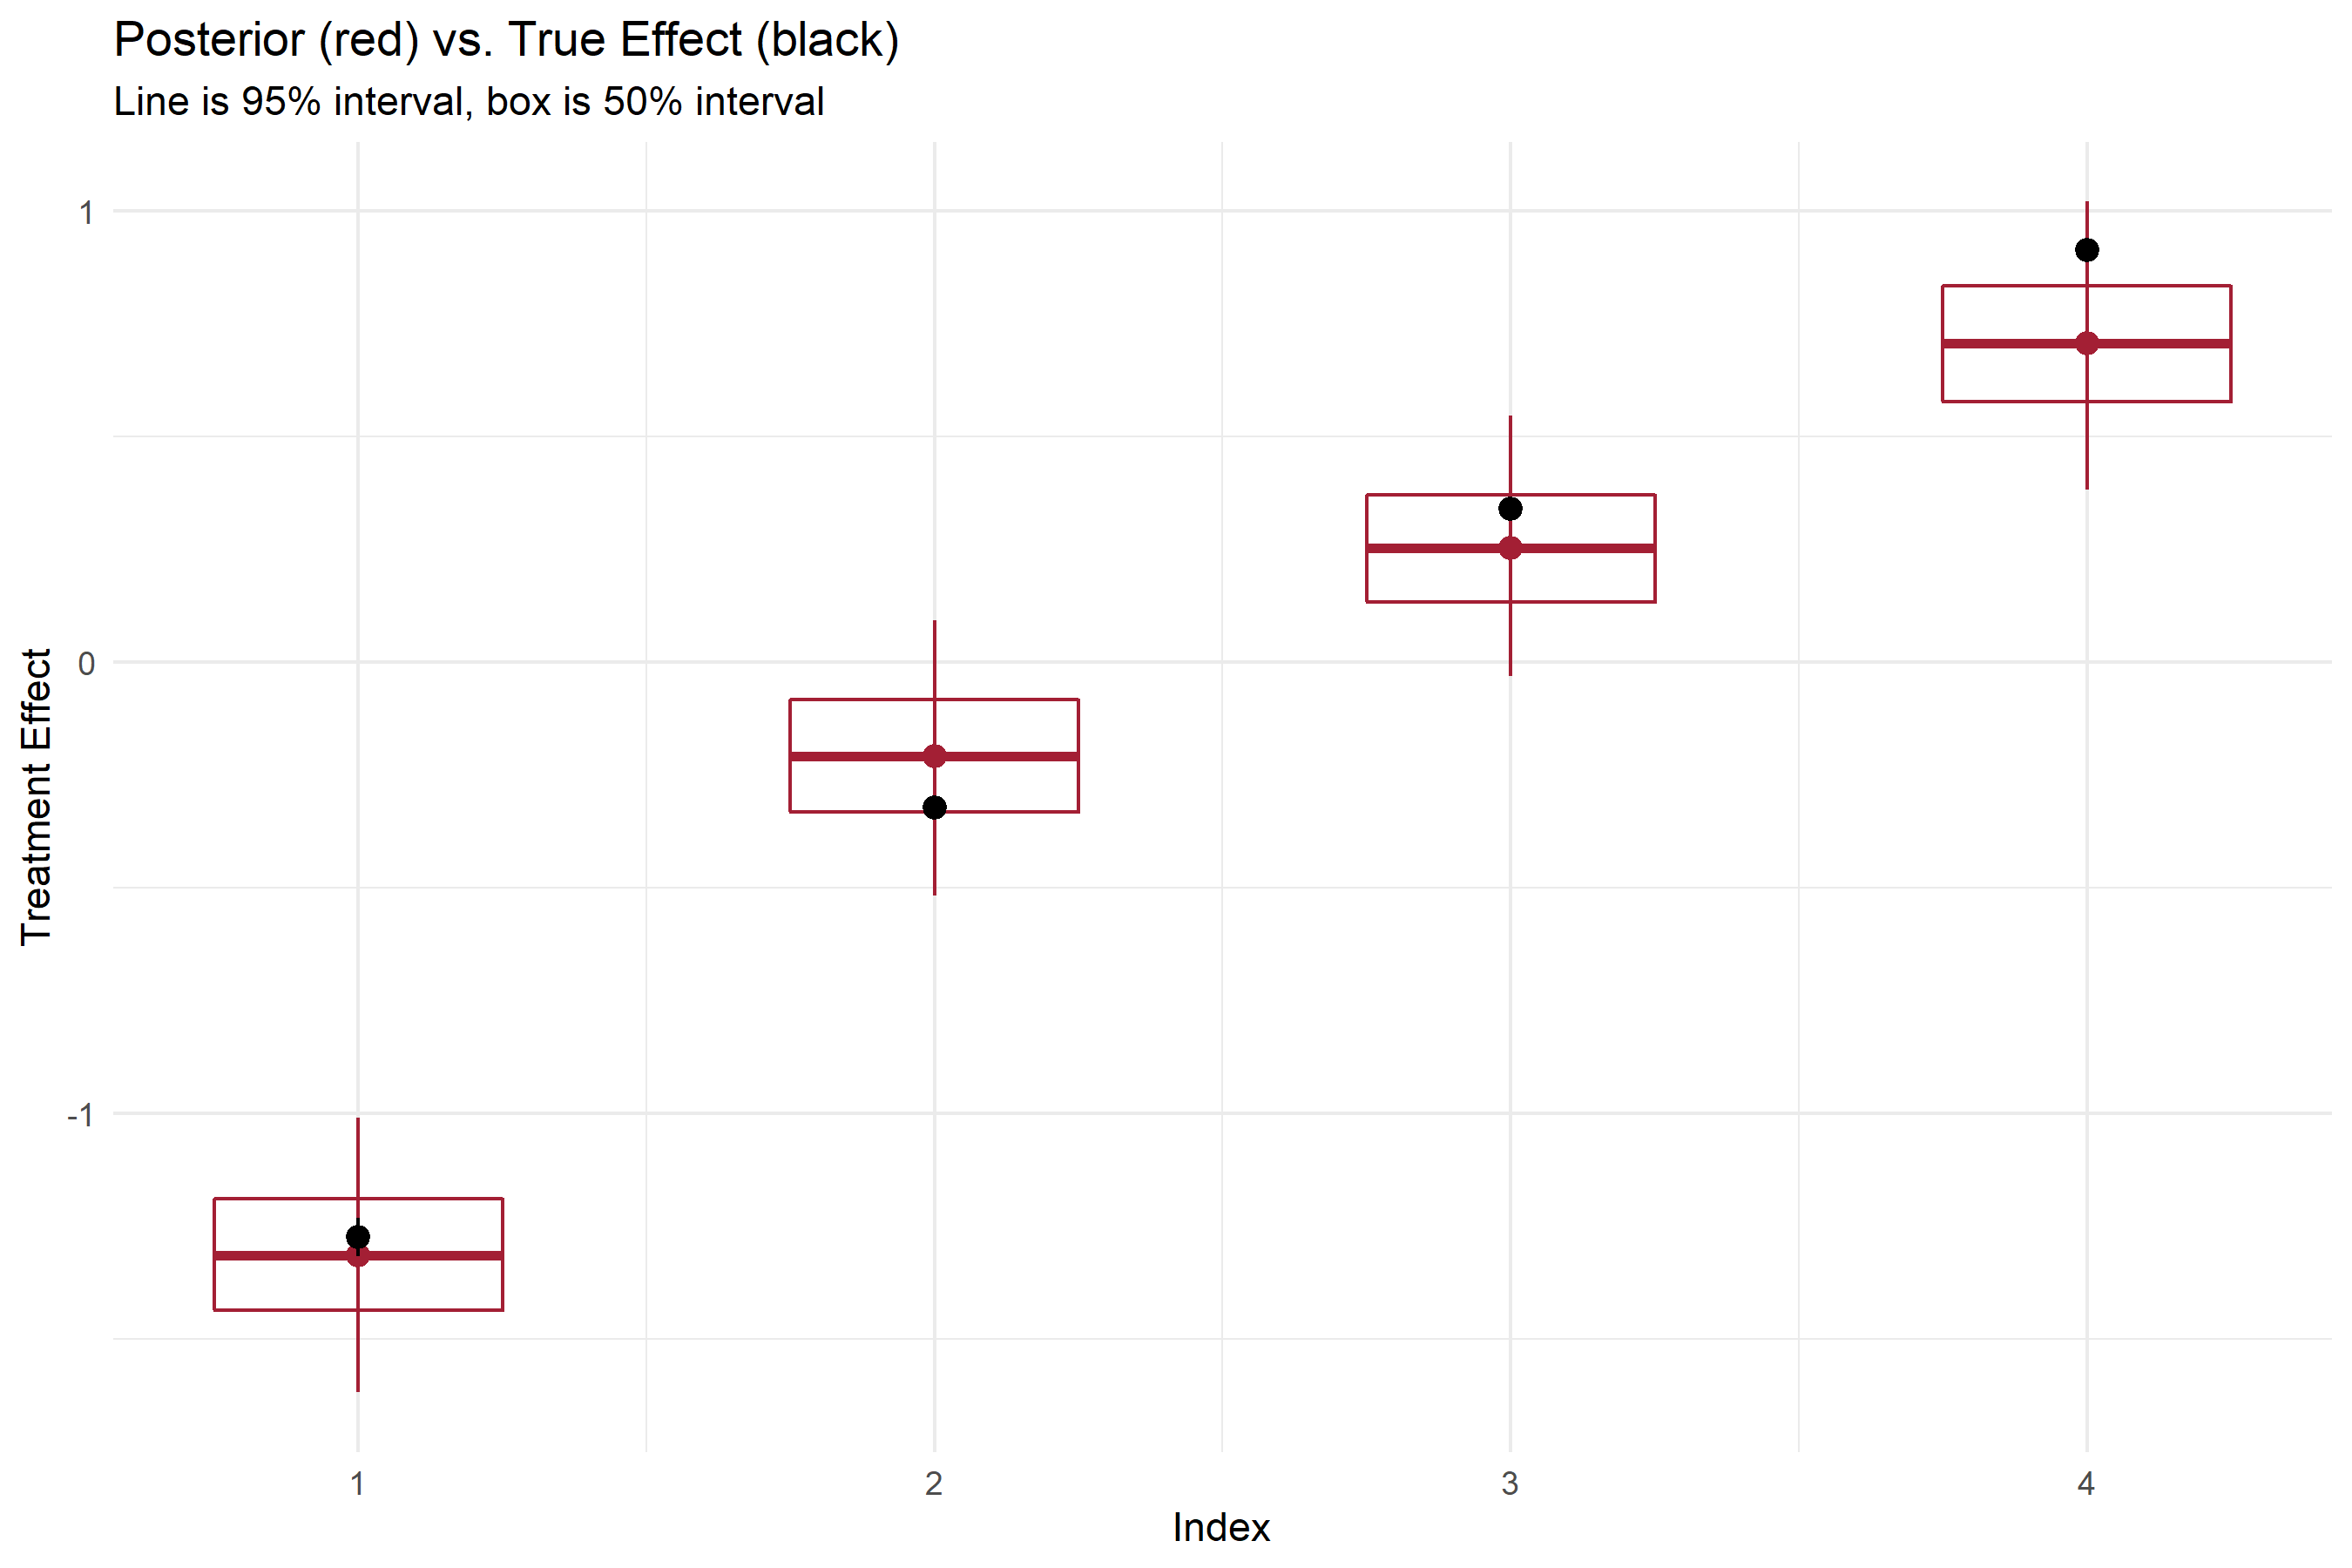 Posterior (red) vs. True Effect (black)
Line is 95% interval, box is 50% interval
Treatment Effect
1
0
-1
1
2
3
4
Index